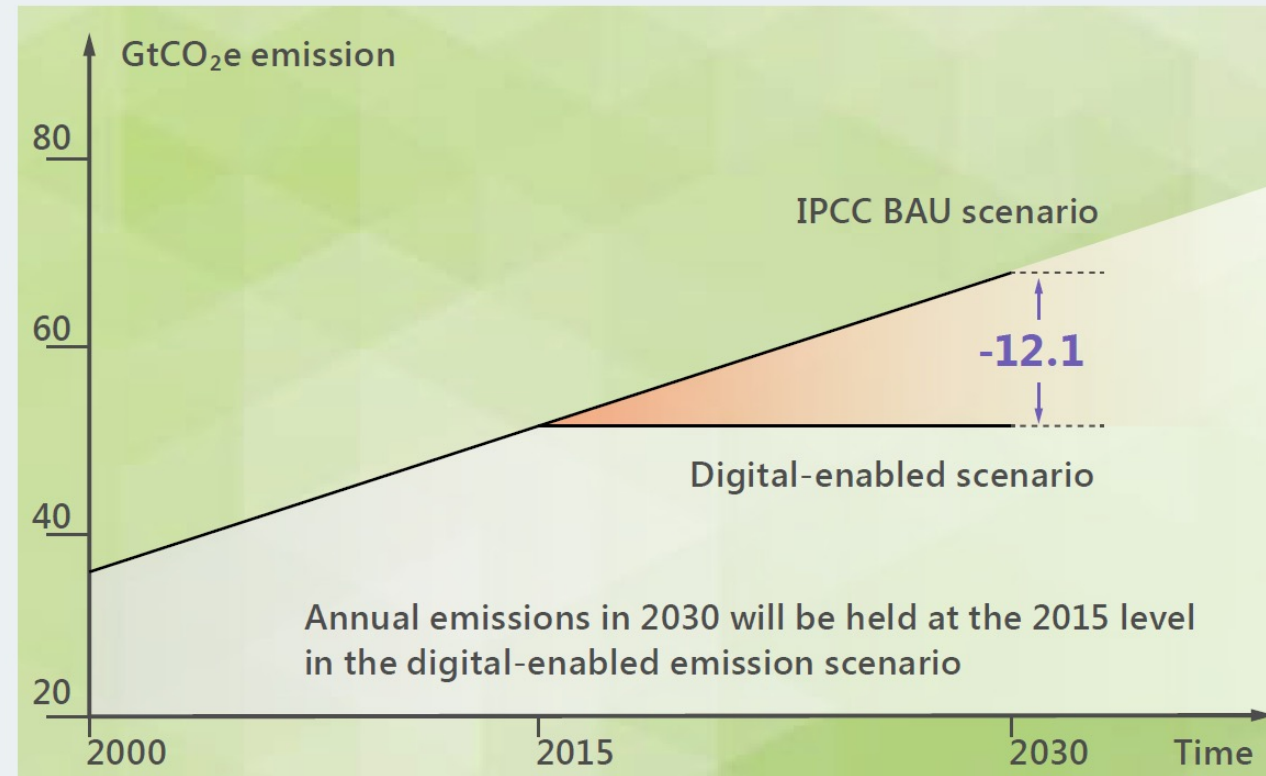 GtCO₂e emission
80
IPCC BAU scenario
60
-12.1
Digital-enabled scenario
40
Annual emissions in 2030 will be held at the 2015 level
in the digital-enabled emission scenario
20
2000 2015 2030 Time